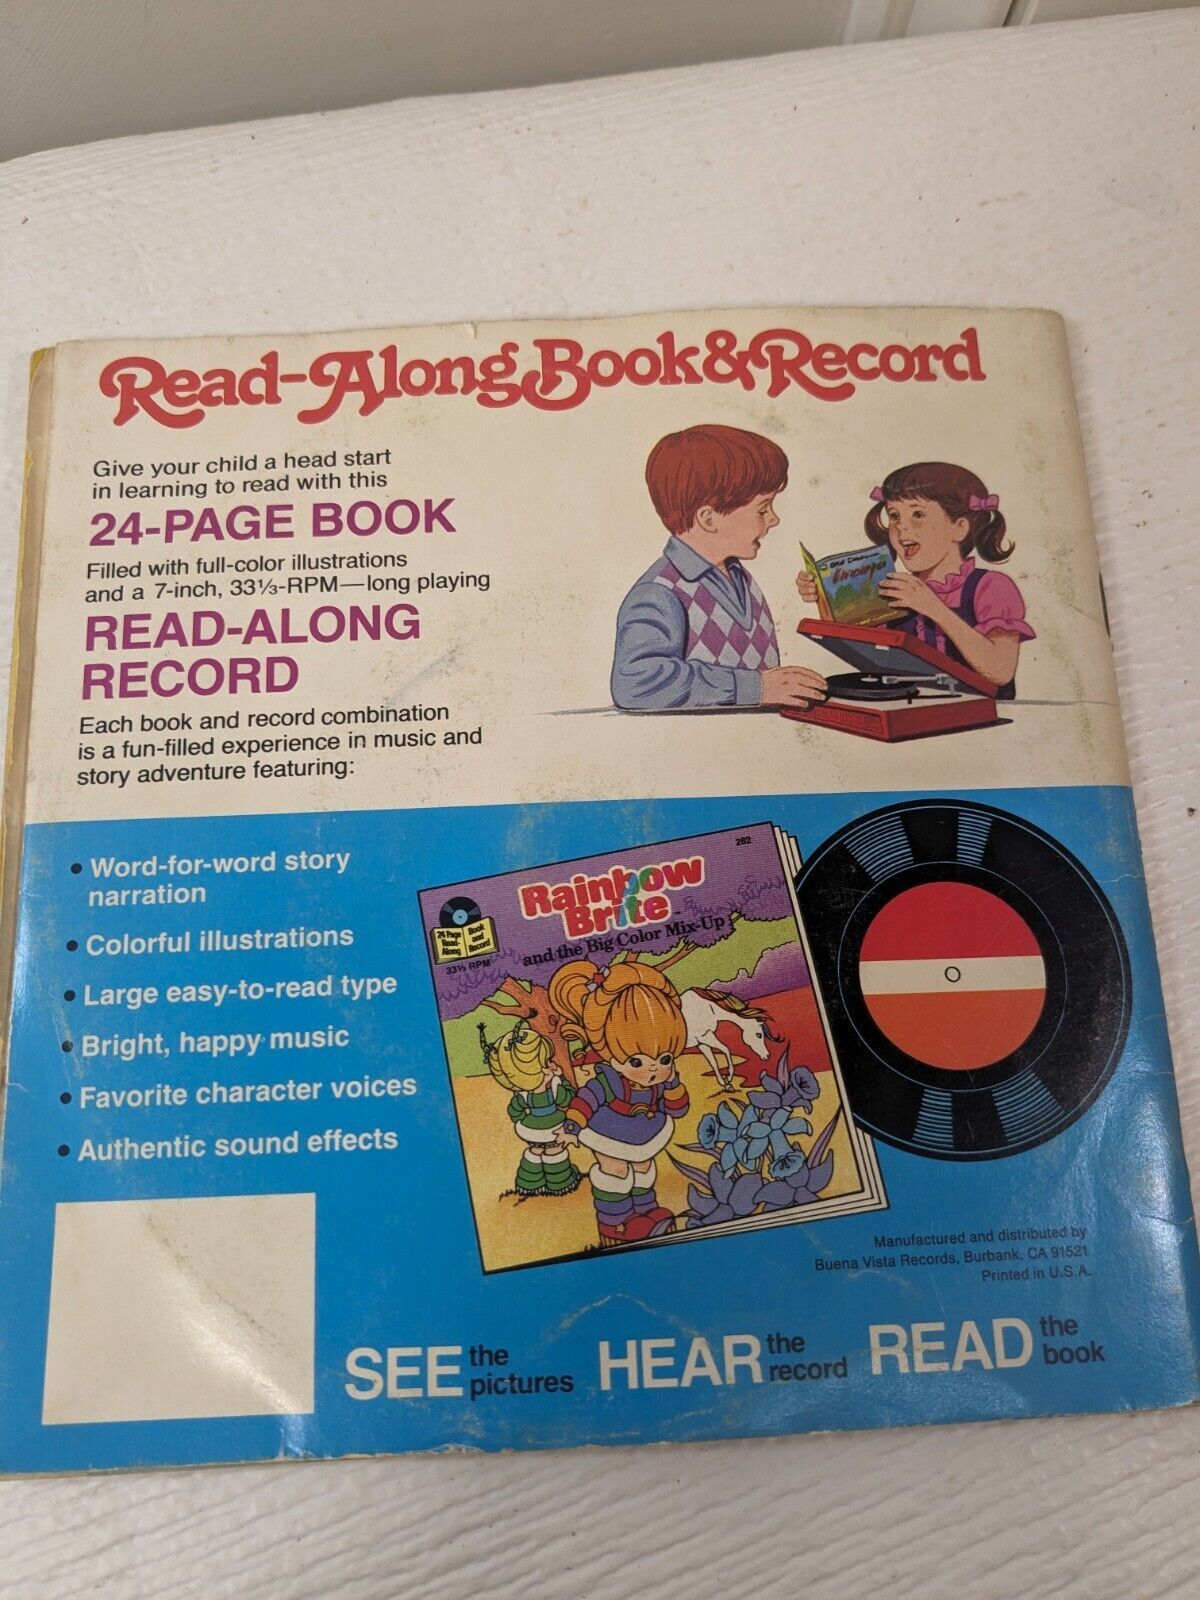 Read-Along Book & Record
Give your child a head start
in learning to read with this
24-PAGE BOOK
Filled with full-color illustrations
and a 7-inch, 33⅓-RPM—long playing
READ-ALONG
RECORD
Each book and record combination
is a fun-filled experience in music and
story adventure featuring:
• Word-for-word story
narration
• Colorful illustrations
• Large easy-to-read type
• Bright, happy music
• Favorite character voices
• Authentic sound effects
282
Rainbow
Brite™
and the Big Color Mix-Up
24 Page
Read-
Along
Book
and
Record
33⅓ RPM
Manufactured and distributed by
Buena Vista Records, Burbank, CA 91521
Printed in U.S.A.
SEE the
pictures
HEAR the
record
READ the
book